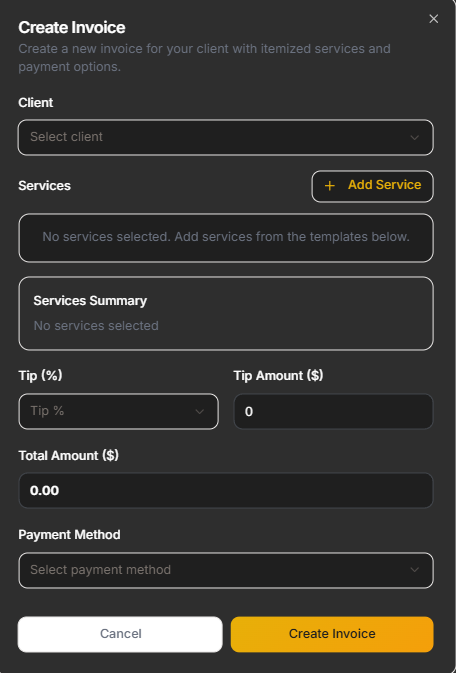 Create Invoice
Create a new invoice for your client with itemized services and
payment options.
Client
Select client
Services
+ Add Service
No services selected. Add services from the templates below.
Services Summary
No services selected
Tip (%)
Tip Amount ($)
Tip %
0
Total Amount ($)
0.00
Payment Method
Select payment method
Cancel
Create Invoice